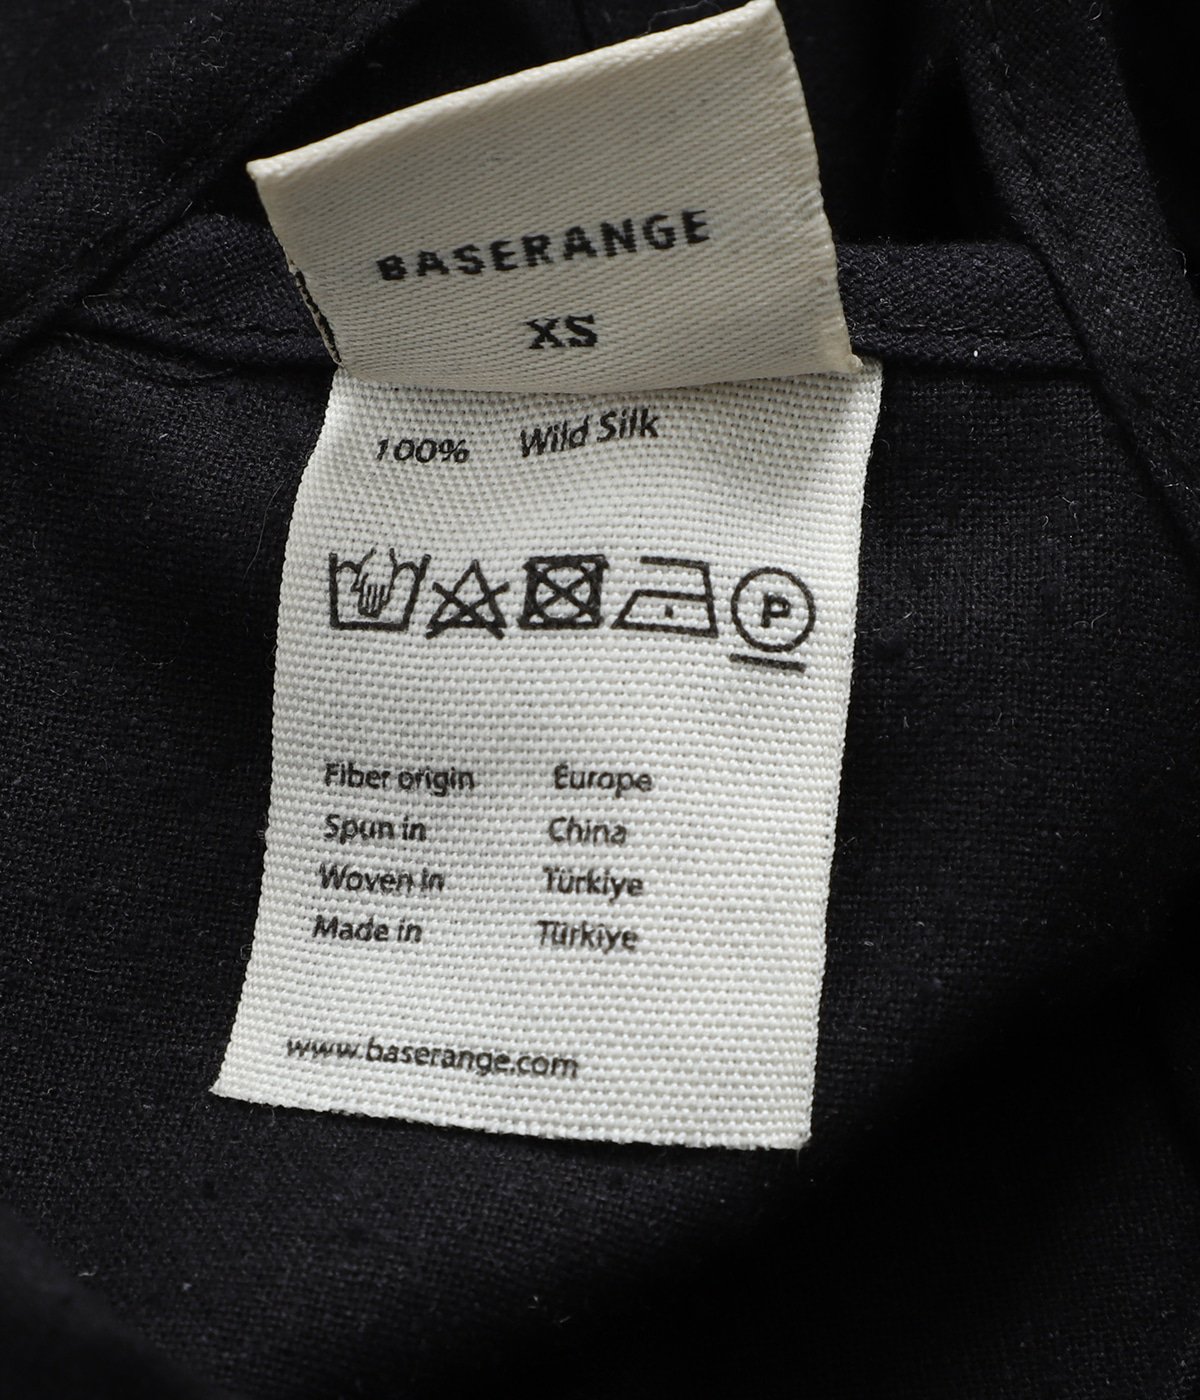 BASERANGE
XS
100% Wild Silk
P
Fiber origin Europe
Spun in China
Woven in Türkiye
Made in Türkiye
www.baserange.com